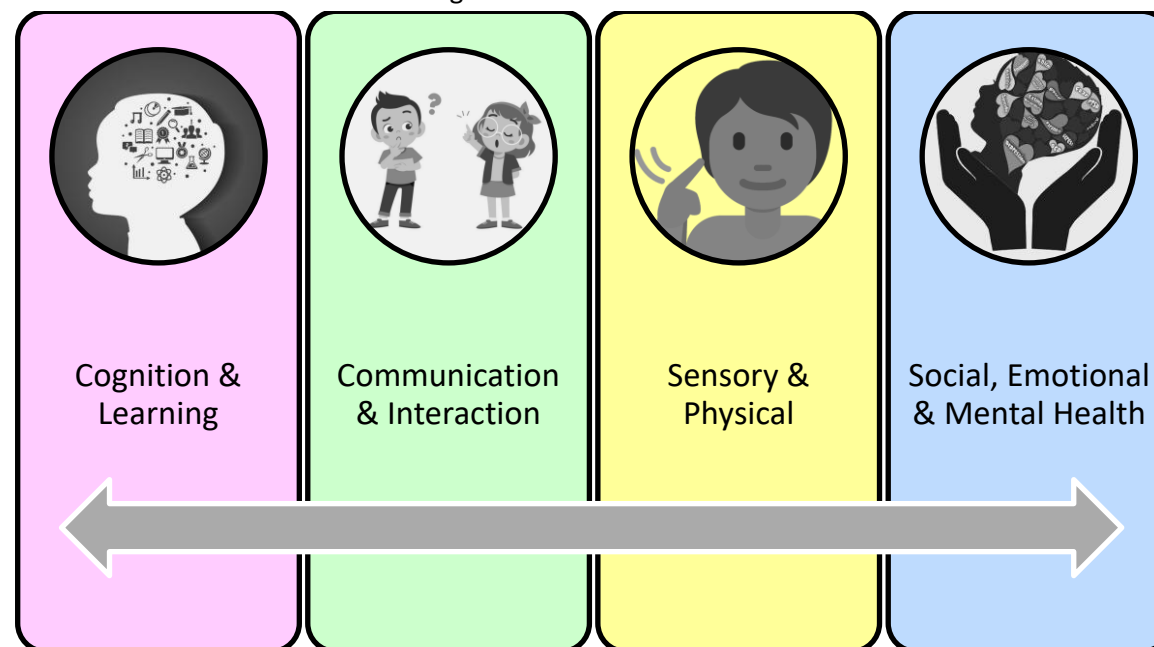 Cognition &
Learning
Communication
& Interaction
Sensory &
Physical
Social, Emotional
& Mental Health